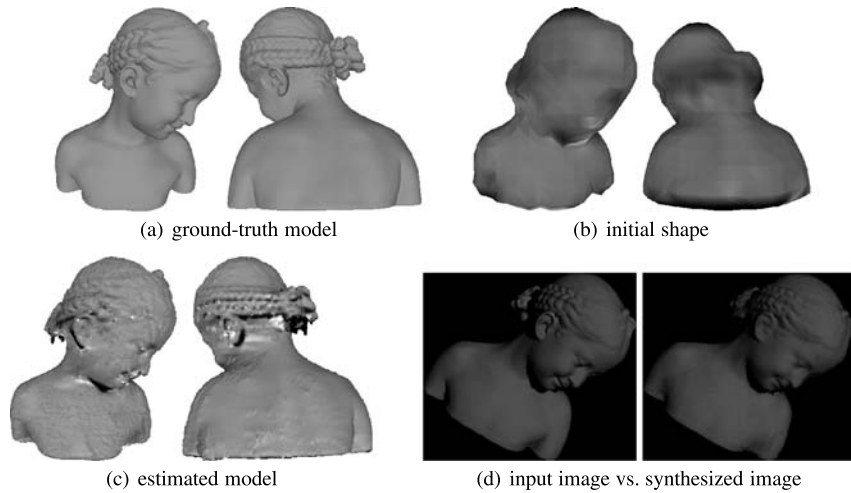 (a) ground-truth model
(b) initial shape
(c) estimated model
(d) input image vs. synthesized image